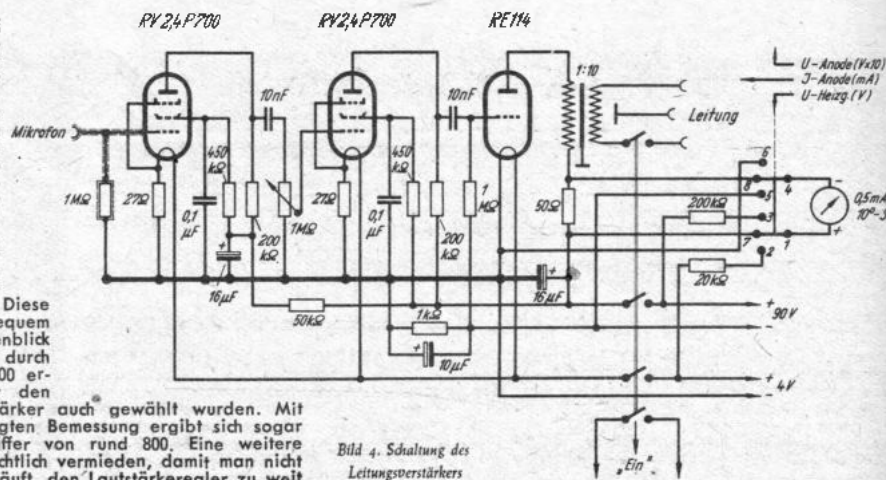 RV2,4P700
RV2,4P700
RE114
1:10
U-Anode(Vx10)
J-Anode(mA)
U-Heizg.(V)
Leitung
Mikrofon
10nF
10nF
450 kΩ
450 kΩ
1MΩ
27Ω
0,1 µF
200 kΩ
1MΩ
27Ω
0,1 µF
200 kΩ
1 MΩ
50Ω
200kΩ
20kΩ
6
8
4
5
3
7
1
2
-
+
0,5mA
16µF
16µF
50kΩ
1kΩ
10µF
+
90V
-
+
4V
-
"Ein"
Diese
equem
enblick
durch
00 er-
den
ärker auch gewählt wurden. Mit
gten Bemessung ergibt sich sogar
ffer von rund 800. Eine weitere
chtlich vermieden, damit man nicht
äuft, den Lautstärkeregler zu weit
Bild 4. Schaltung des
Leitungsverstärkers